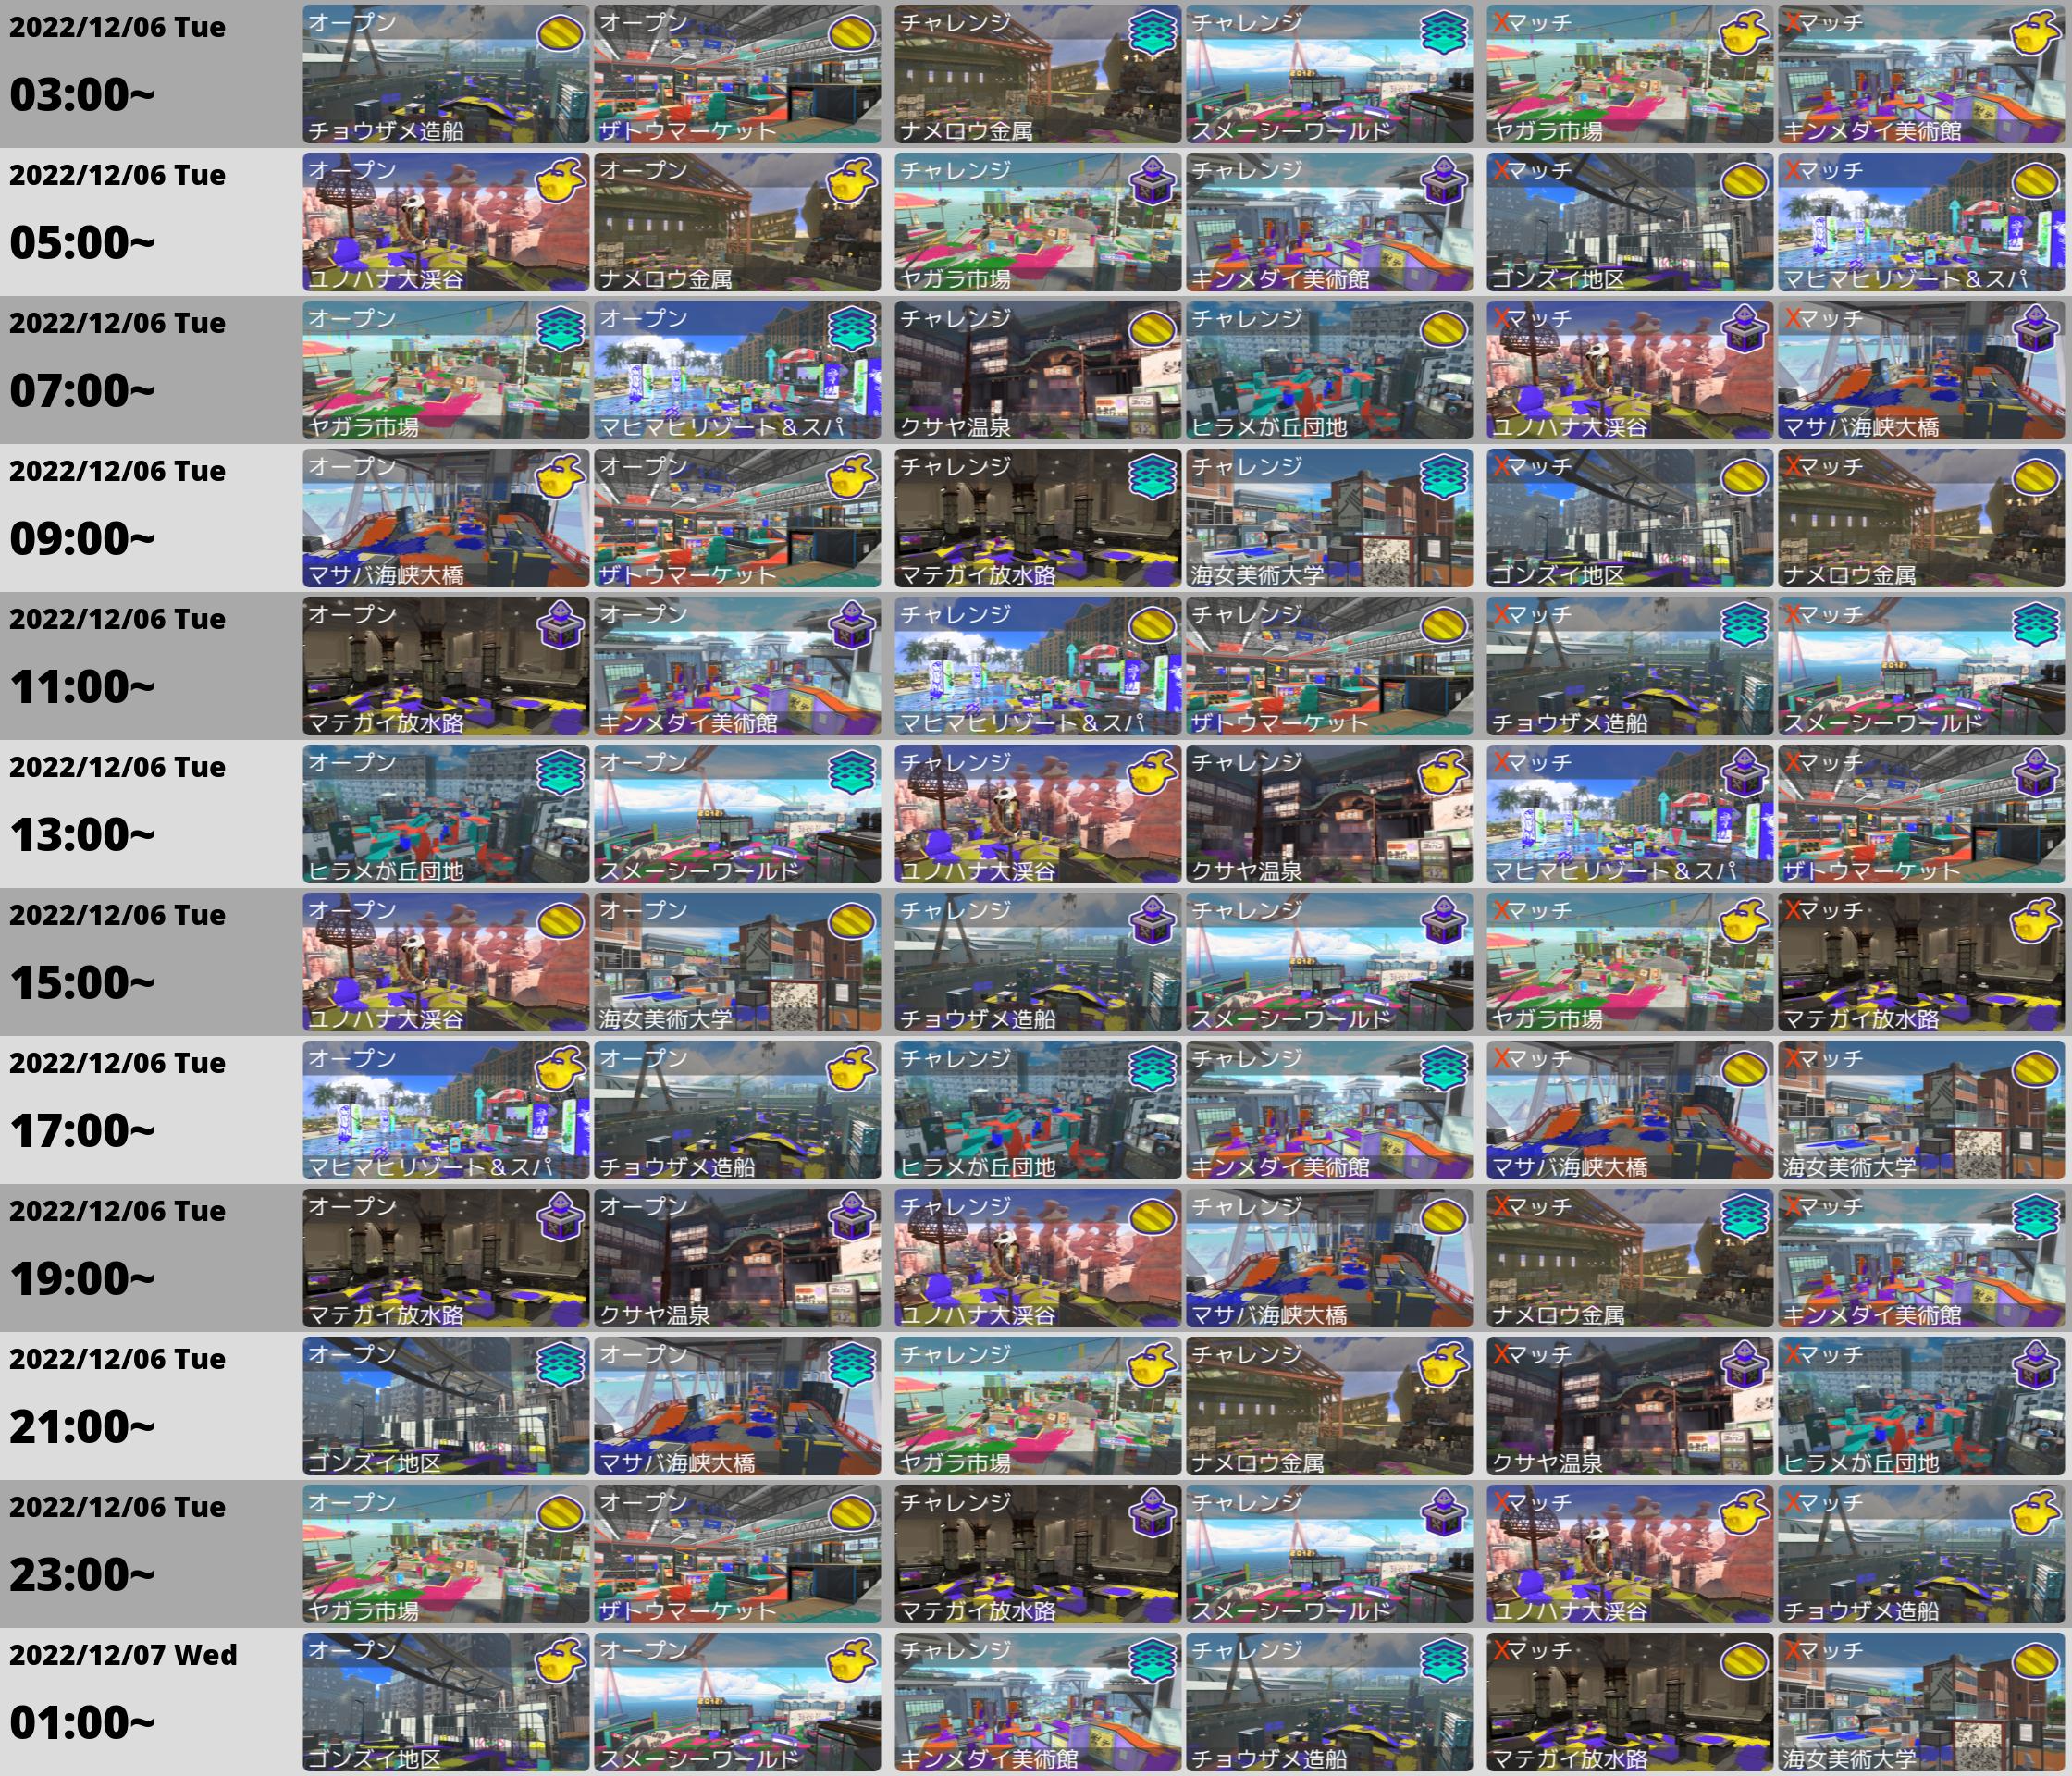 2022/12/06 Tue
03:00~
オープン オープン チャレンジ チャレンジ Xマッチ Xマッチ
チョウザメ造船 ザトウマーケット ナメロウ金属 スメーシーワールド ヤガラ市場 キンメダイ美術館
2022/12/06 Tue
05:00~
オープン オープン チャレンジ チャレンジ Xマッチ Xマッチ
ユノハナ大渓谷 ナメロウ金属 ヤガラ市場 キンメダイ美術館 ゴンズイ地区 マヒマヒリゾート＆スパ
2022/12/06 Tue
07:00~
オープン オープン チャレンジ チャレンジ Xマッチ Xマッチ
ヤガラ市場 マヒマヒリゾート＆スパ クサヤ温泉 ヒラメが丘団地 ユノハナ大渓谷 マサバ海峡大橋
2022/12/06 Tue
09:00~
オープン オープン チャレンジ チャレンジ Xマッチ Xマッチ
マサバ海峡大橋 ザトウマーケット マテガイ放水路 海女美術大学 ゴンズイ地区 ナメロウ金属
2022/12/06 Tue
11:00~
オープン オープン チャレンジ チャレンジ Xマッチ Xマッチ
マテガイ放水路 キンメダイ美術館 マヒマヒリゾート＆スパ ザトウマーケット チョウザメ造船 スメーシーワールド
2022/12/06 Tue
13:00~
オープン オープン チャレンジ チャレンジ Xマッチ Xマッチ
ヒラメが丘団地 スメーシーワールド ユノハナ大渓谷 クサヤ温泉 マヒマヒリゾート＆スパ ザトウマーケット
2022/12/06 Tue
15:00~
オープン オープン チャレンジ チャレンジ Xマッチ Xマッチ
ユノハナ大渓谷 海女美術大学 チョウザメ造船 スメーシーワールド ヤガラ市場 マテガイ放水路
2022/12/06 Tue
17:00~
オープン オープン チャレンジ チャレンジ Xマッチ Xマッチ
マヒマヒリゾート＆スパ チョウザメ造船 ヒラメが丘団地 キンメダイ美術館 マサバ海峡大橋 海女美術大学
2022/12/06 Tue
19:00~
オープン オープン チャレンジ チャレンジ Xマッチ Xマッチ
マテガイ放水路 クサヤ温泉 ユノハナ大渓谷 マサバ海峡大橋 ナメロウ金属 キンメダイ美術館
2022/12/06 Tue
21:00~
オープン オープン チャレンジ チャレンジ Xマッチ Xマッチ
ゴンズイ地区 マサバ海峡大橋 ヤガラ市場 ナメロウ金属 クサヤ温泉 ヒラメが丘団地
2022/12/06 Tue
23:00~
オープン オープン チャレンジ チャレンジ Xマッチ Xマッチ
ヤガラ市場 ザトウマーケット マテガイ放水路 スメーシーワールド ユノハナ大渓谷 チョウザメ造船
2022/12/07 Wed
01:00~
オープン オープン チャレンジ チャレンジ Xマッチ Xマッチ
ゴンズイ地区 スメーシーワールド キンメダイ美術館 チョウザメ造船 マテガイ放水路 海女美術大学